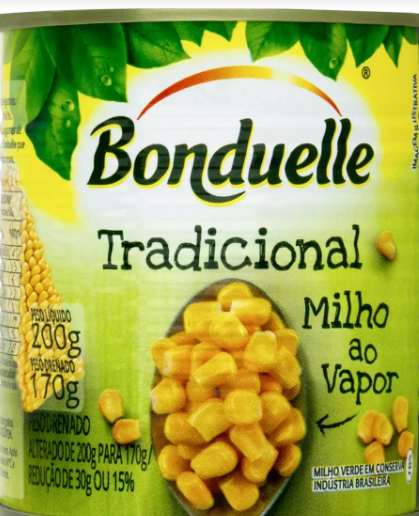 Bonduelle
®
Tradicional
Milho
ao
Vapor
PESO LÍQUIDO
200g
PESO DRENADO
170g
PESO DRENADO
ALTERADO DE 200g PARA 170g/
REDUÇÃO DE 30g OU 15%
MILHO VERDE EM CONSERVA
INDÚSTRIA BRASILEIRA
IMAGEM ILUSTRATIVA